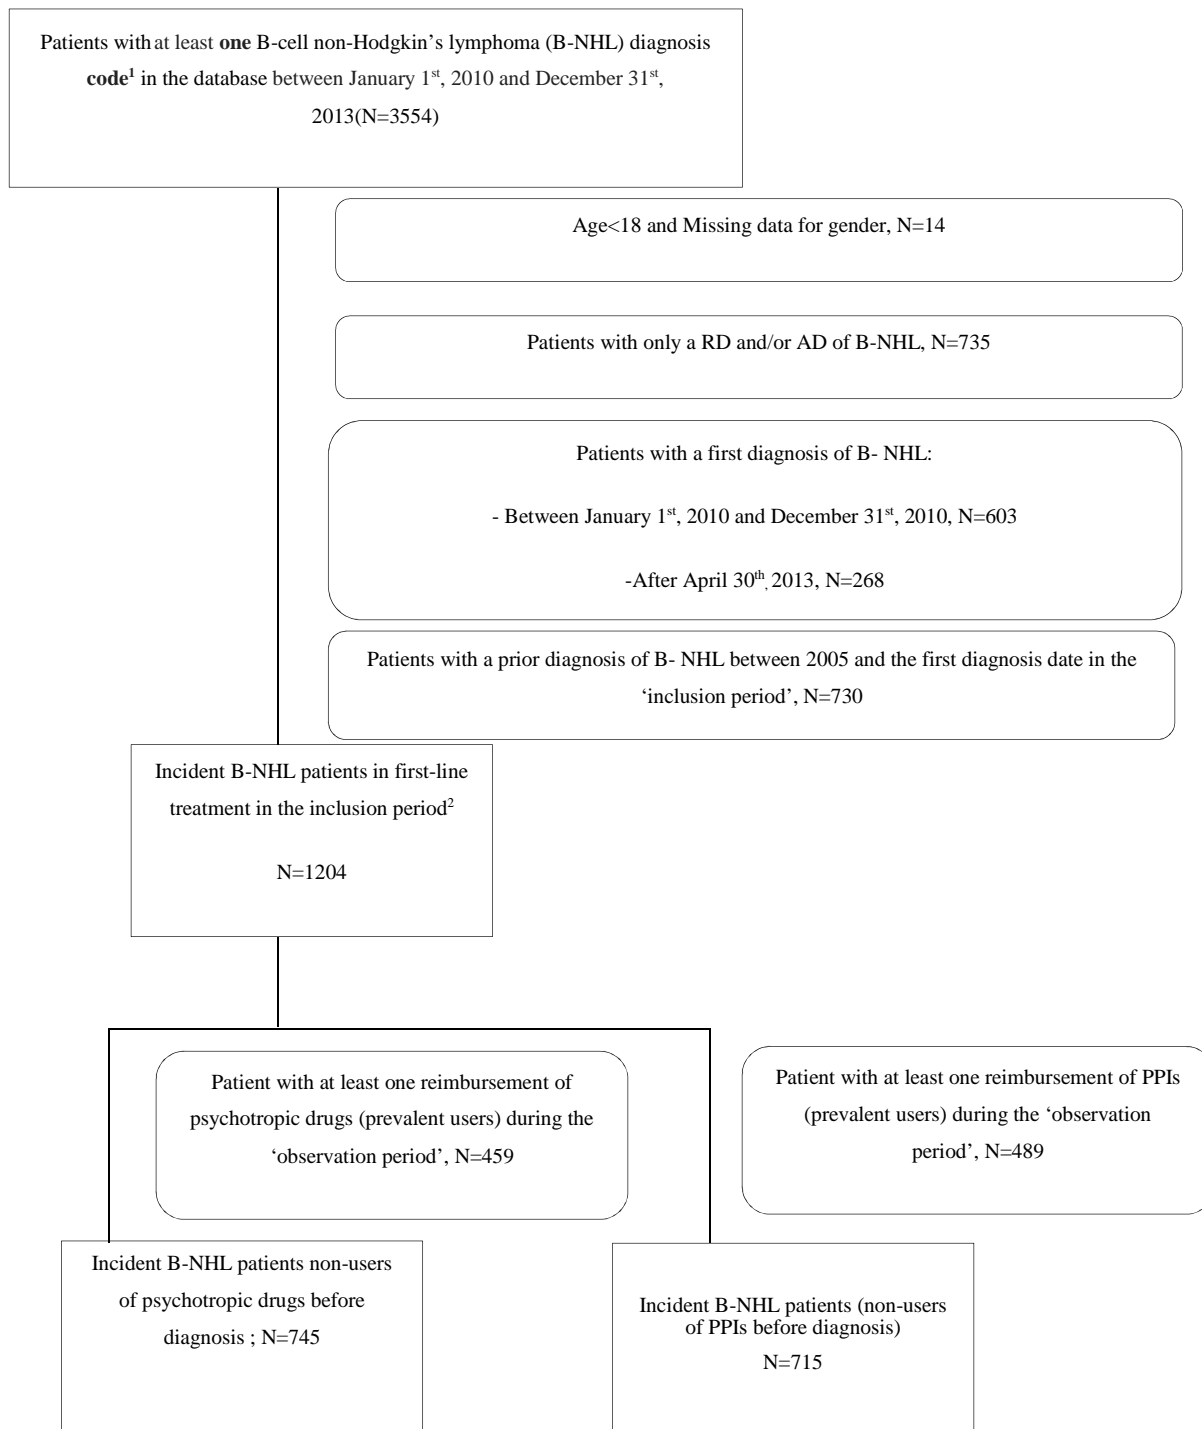 Patients with at least one B-cell non-Hodgkin’s lymphoma (B-NHL) diagnosis
code1 in the database between January 1st, 2010 and December 31st,
2013(N=3554)
Age<18 and Missing data for gender, N=14
Patients with only a RD and/or AD of B-NHL, N=735
Patients with a first diagnosis of B- NHL:
- Between January 1st, 2010 and December 31st, 2010, N=603
-After April 30th, 2013, N=268
Patients with a prior diagnosis of B- NHL between 2005 and the first diagnosis date in the
‘inclusion period’, N=730
Incident B-NHL patients in first-line
treatment in the inclusion period2
N=1204
Patient with at least one reimbursement of
psychotropic drugs (prevalent users) during the
‘observation period’, N=459
Patient with at least one reimbursement of PPIs
(prevalent users) during the ‘observation
period’, N=489
Incident B-NHL patients non-users
of psychotropic drugs before
diagnosis ; N=745
Incident B-NHL patients (non-users
of PPIs before diagnosis)
N=715